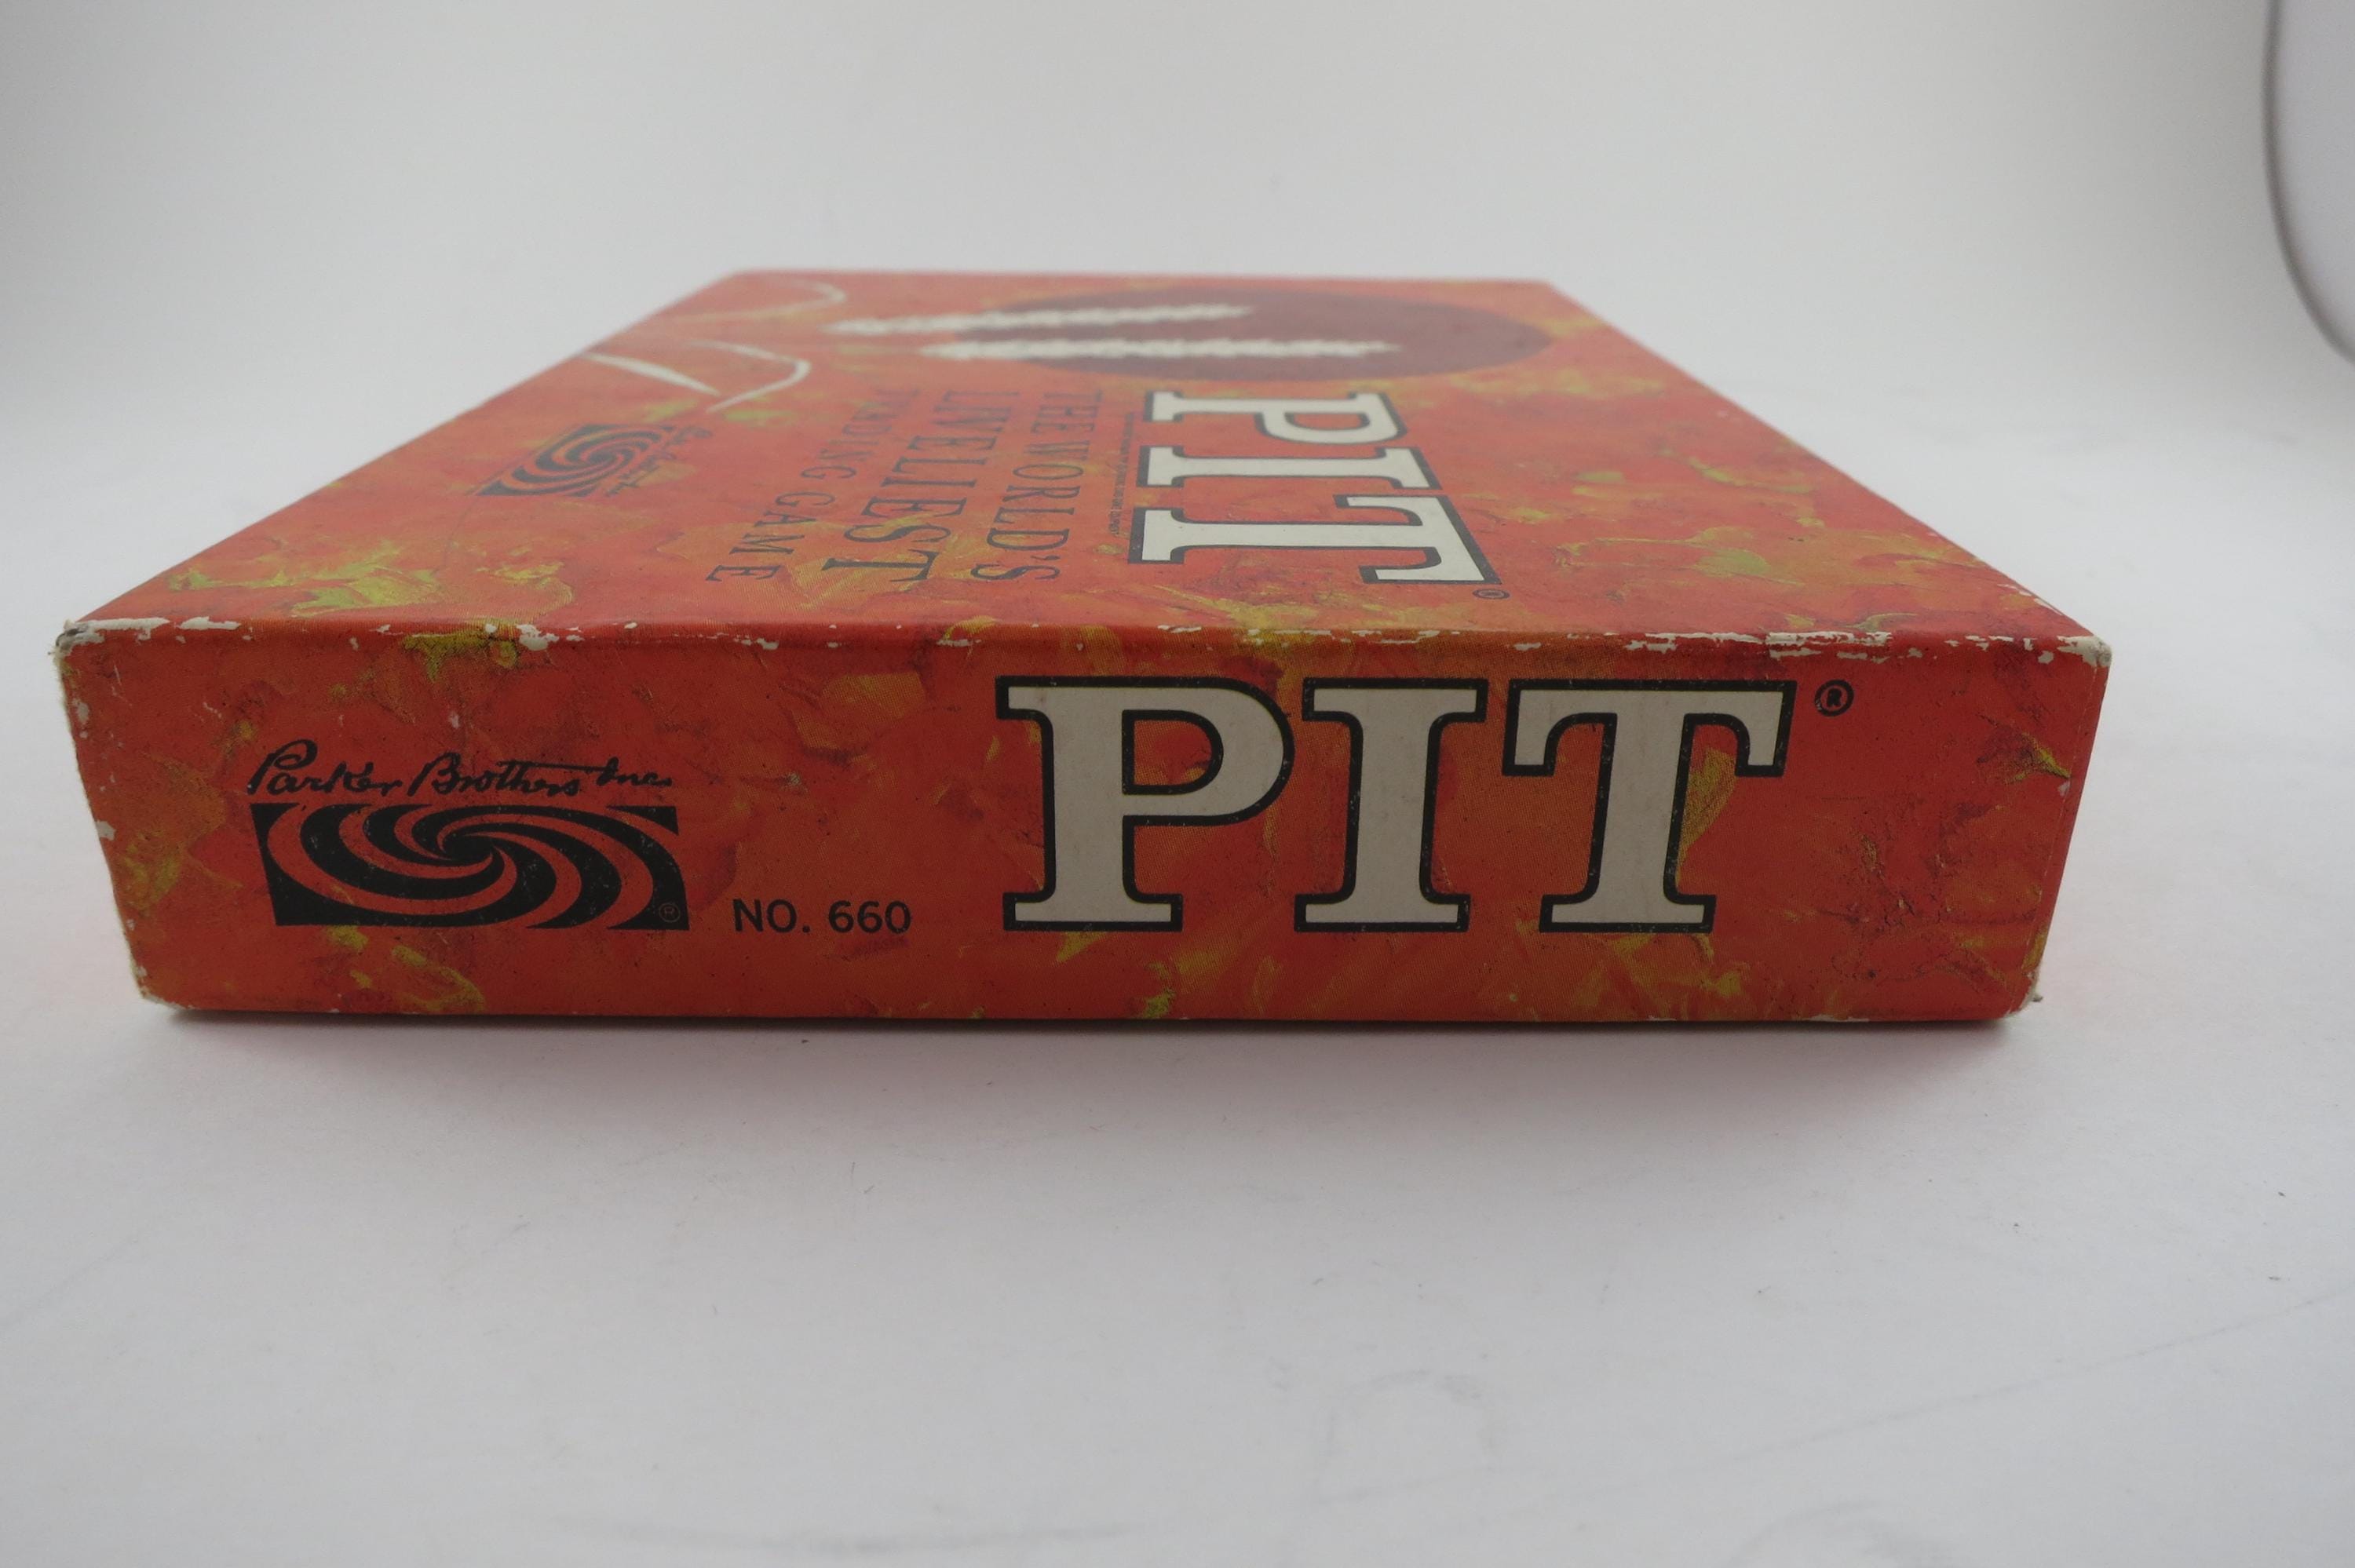 PIT®
THE WORLD'S
LIVELIEST
TRADING GAME
Parker Brothers Inc.
®
NO. 660
PIT®